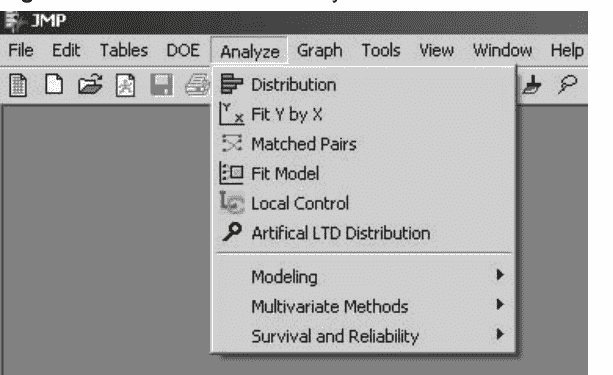 JMP
File Edit Tables DOE Analyze Graph Tools View Window Help
Distribution
Fit Y by X
Matched Pairs
Fit Model
Local Control
Artifical LTD Distribution
Modeling
Multivariate Methods
Survival and Reliability